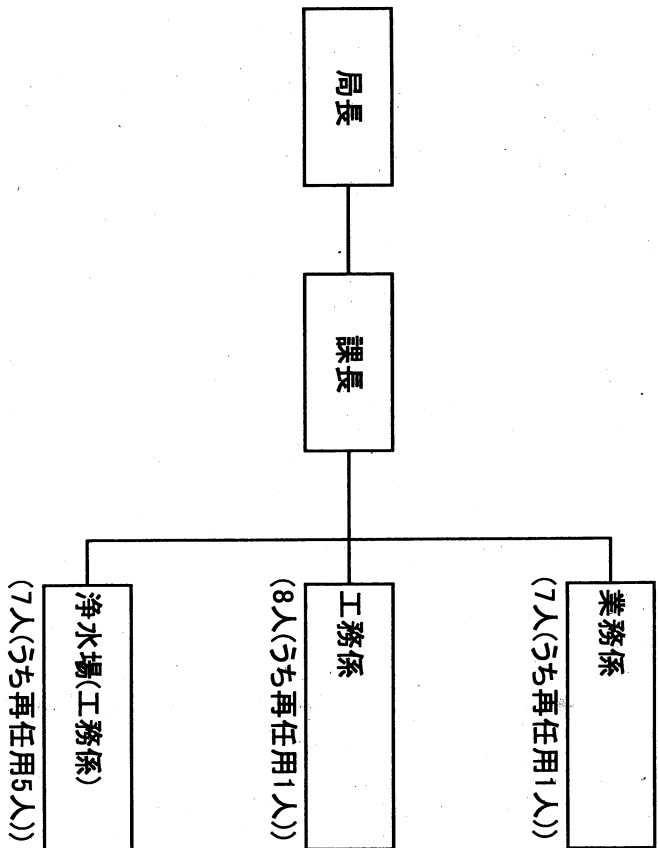 局長
課長
業務係
(7人(うち再任用1人))
工務係
(8人(うち再任用1人))
浄水場(工務係)
(7人(うち再任用5人))